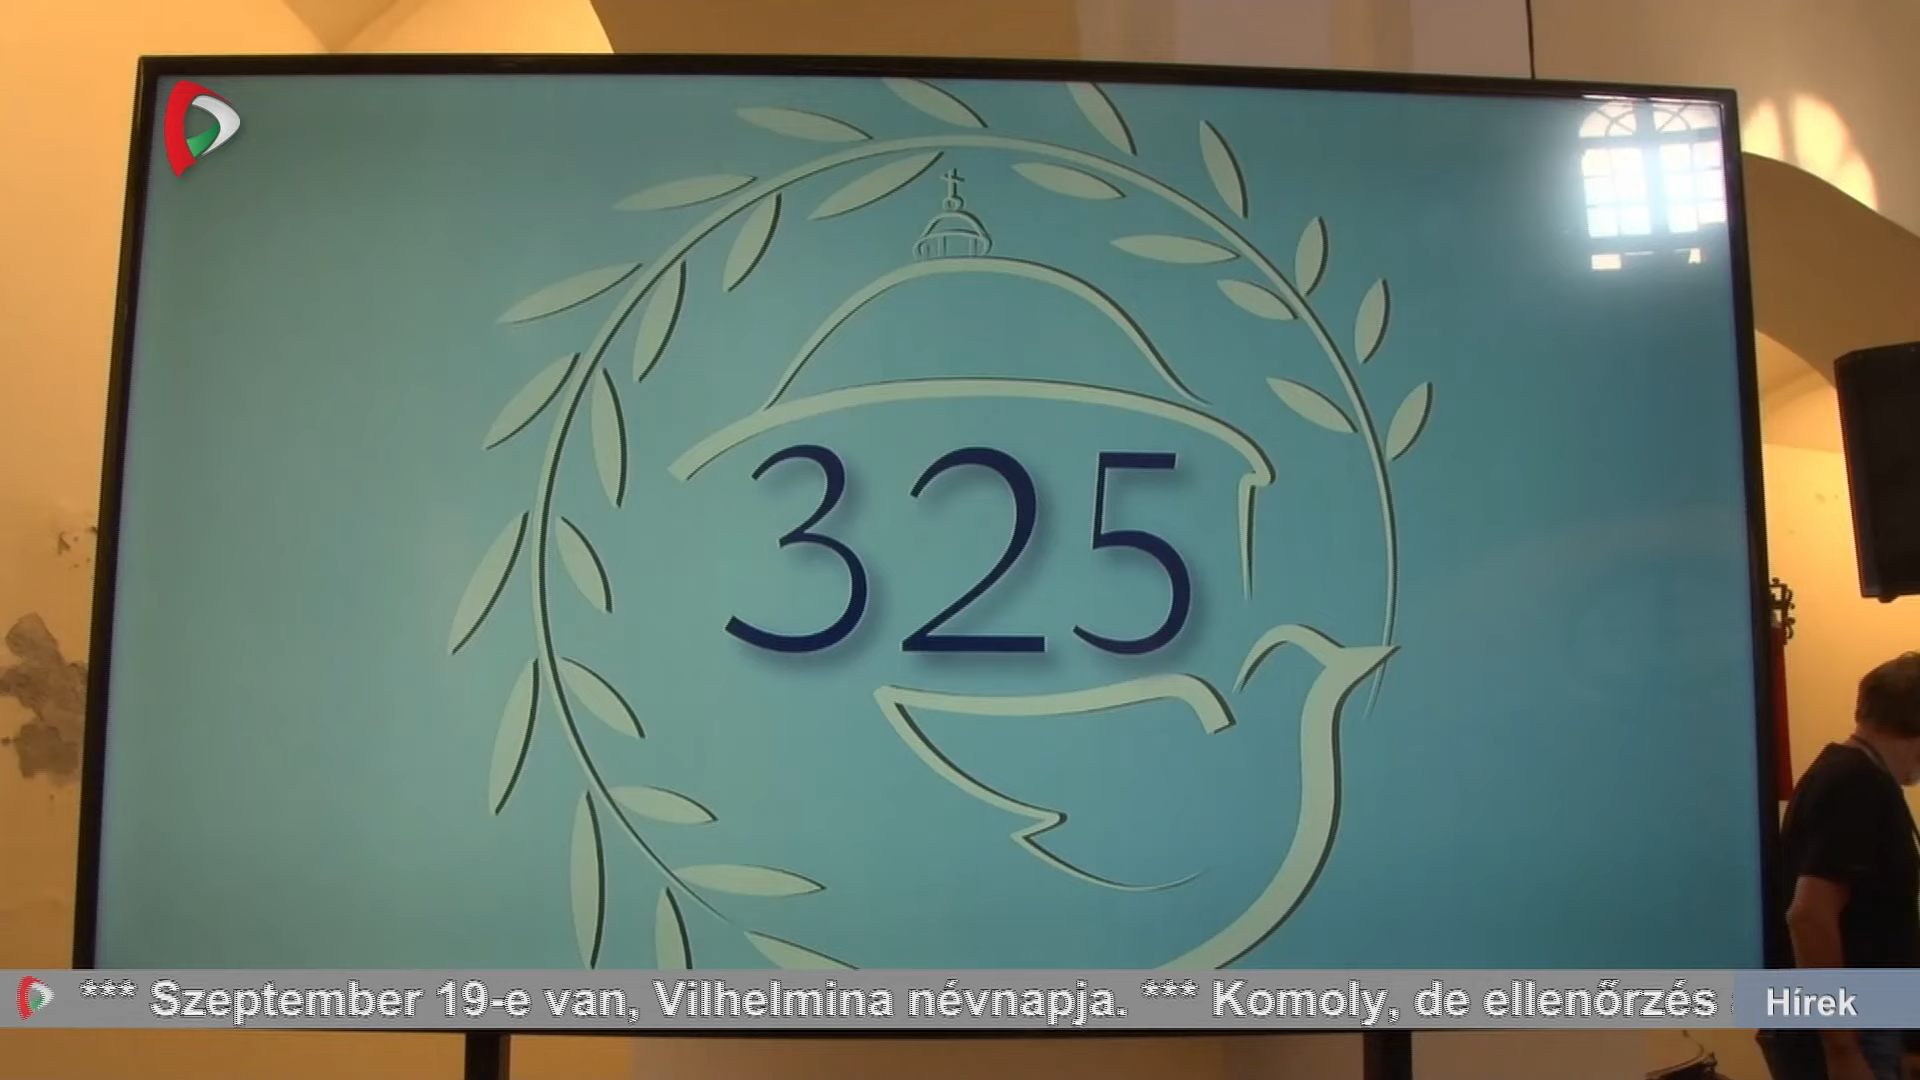 325
*** Szeptember 19-e van, Vilhelmina névnapja. *** Komoly, de ellenőrzés
Hírek